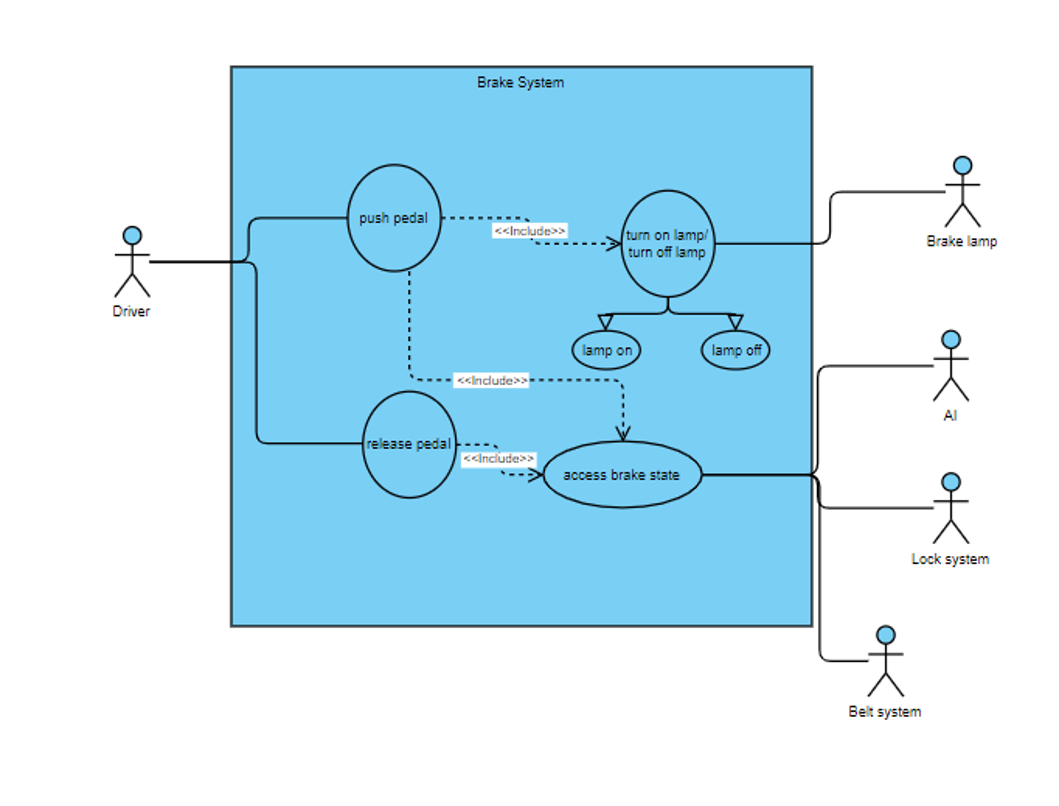 Brake System
push pedal
<<Include>>
turn on lamp/
turn off lamp
Brake lamp
Driver
lamp on
lamp off
<<Include>>
AI
release pedal
<<Include>>
access brake state
Lock system
Belt system